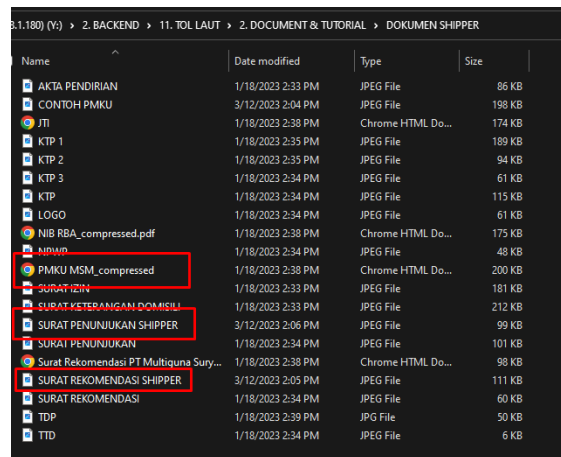 3.1.180) (Y:) > 2. BACKEND > 11. TOL LAUT > 2. DOCUMENT & TUTORIAL > DOKUMEN SHIPPER
Name Date modified Type Size
AKTA PENDIRIAN 1/18/2023 2:33 PM JPEG File 86 KB
CONTOH PMKU 3/12/2023 2:04 PM JPEG File 198 KB
JTI 1/18/2023 2:38 PM Chrome HTML Do... 174 KB
KTP 1 1/18/2023 2:35 PM JPEG File 189 KB
KTP 2 1/18/2023 2:35 PM JPEG File 94 KB
KTP 3 1/18/2023 2:34 PM JPEG File 61 KB
KTP 1/18/2023 2:34 PM JPEG File 115 KB
LOGO 1/18/2023 2:34 PM JPEG File 61 KB
NIB RBA_compressed.pdf 1/18/2023 2:38 PM Chrome HTML Do... 175 KB
NPWP 1/18/2023 2:34 PM JPEG File 48 KB
PMKU MSM_compressed 1/18/2023 2:38 PM Chrome HTML Do... 200 KB
SURAT IZIN 1/18/2023 2:33 PM JPEG File 181 KB
SURAT KETERANGAN DOMISILI 1/18/2023 2:33 PM JPEG File 212 KB
SURAT PENUNJUKAN SHIPPER 3/12/2023 2:06 PM JPEG File 99 KB
SURAT PENUNJUKAN 1/18/2023 2:34 PM JPEG File 101 KB
Surat Rekomendasi PT Multiguna Sury... 1/18/2023 2:38 PM Chrome HTML Do... 98 KB
SURAT REKOMENDASI SHIPPER 3/12/2023 2:05 PM JPEG File 111 KB
SURAT REKOMENDASI 1/18/2023 2:34 PM JPEG File 60 KB
TDP 1/18/2023 2:39 PM JPG File 50 KB
TTD 1/18/2023 2:34 PM JPEG File 6 KB